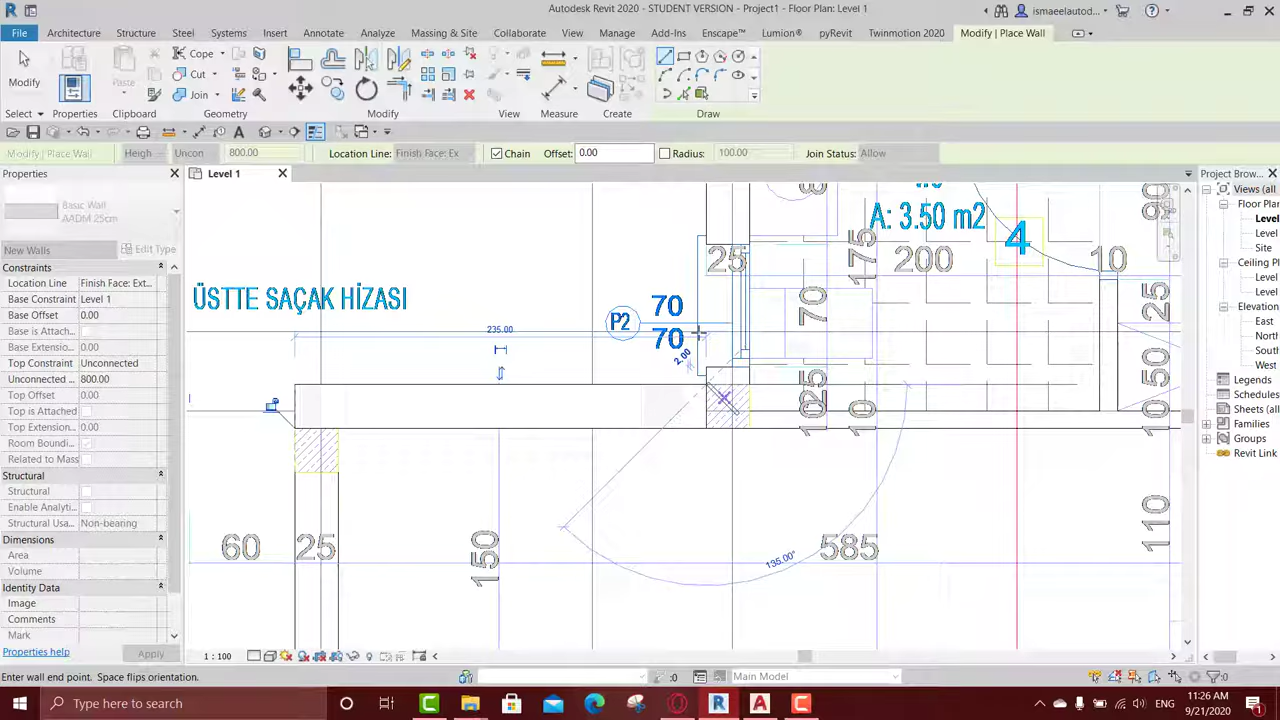 Autodesk Revit 2020 - STUDENT VERSION - Project1 - Floor Plan: Level 1
ismaeelautod...
File
Architecture
Structure
Steel
Systems
Insert
Annotate
Analyze
Massing & Site
Collaborate
View
Manage
Add-Ins
Enscape™
Lumion®
pyRevit
Twinmotion 2020
Modify | Place Wall
Modify
Paste
Cope
Cut
Join
Select
Properties
Clipboard
Geometry
Modify
View
Measure
Create
Draw
Modify | Place Wall
Heigh
Uncon
800.00
Location Line:
Finish Face: Ex
Chain
Offset:
0.00
Radius:
100.00
Join Status:
Allow
Properties
Level 1
Project Brow...
Basic Wall
AADM 25cm
New Walls
Edit Type
Constraints
Location Line
Finish Face: Ext...
Base Constraint
Level 1
Base Offset
0.00
Base is Attach...
Base Extension...
0.00
Top Constraint
Unconnected
Unconnected ...
800.00
Top Offset
0.00
Top is Attached
Top Extension...
0.00
Room Boundi...
Related to Mass
Structural
Structural
Enable Analyti...
Structural Usa...
Non-bearing
Dimensions
Area
Volume
Identity Data
Image
Comments
Mark
Properties help
Apply
ÜSTTE SAÇAK HİZASI
235.00
P2
70
70
2.00
25
A: 3.50 m2
4
175
200
10
70
25
50
10
25
10
10
90
110
60
25
150
585
135.00°
Views (all
Floor Plan
Level
Level
Site
Ceiling Pl
Level
Level
Elevation
East
North
South
West
Legends
Schedules
Sheets (all
Families
Groups
Revit Link
1 : 100
Enter wall end point. Space flips orientation.
:0
Main Model
:0
Type here to search
11:26 AM
9/21/2020